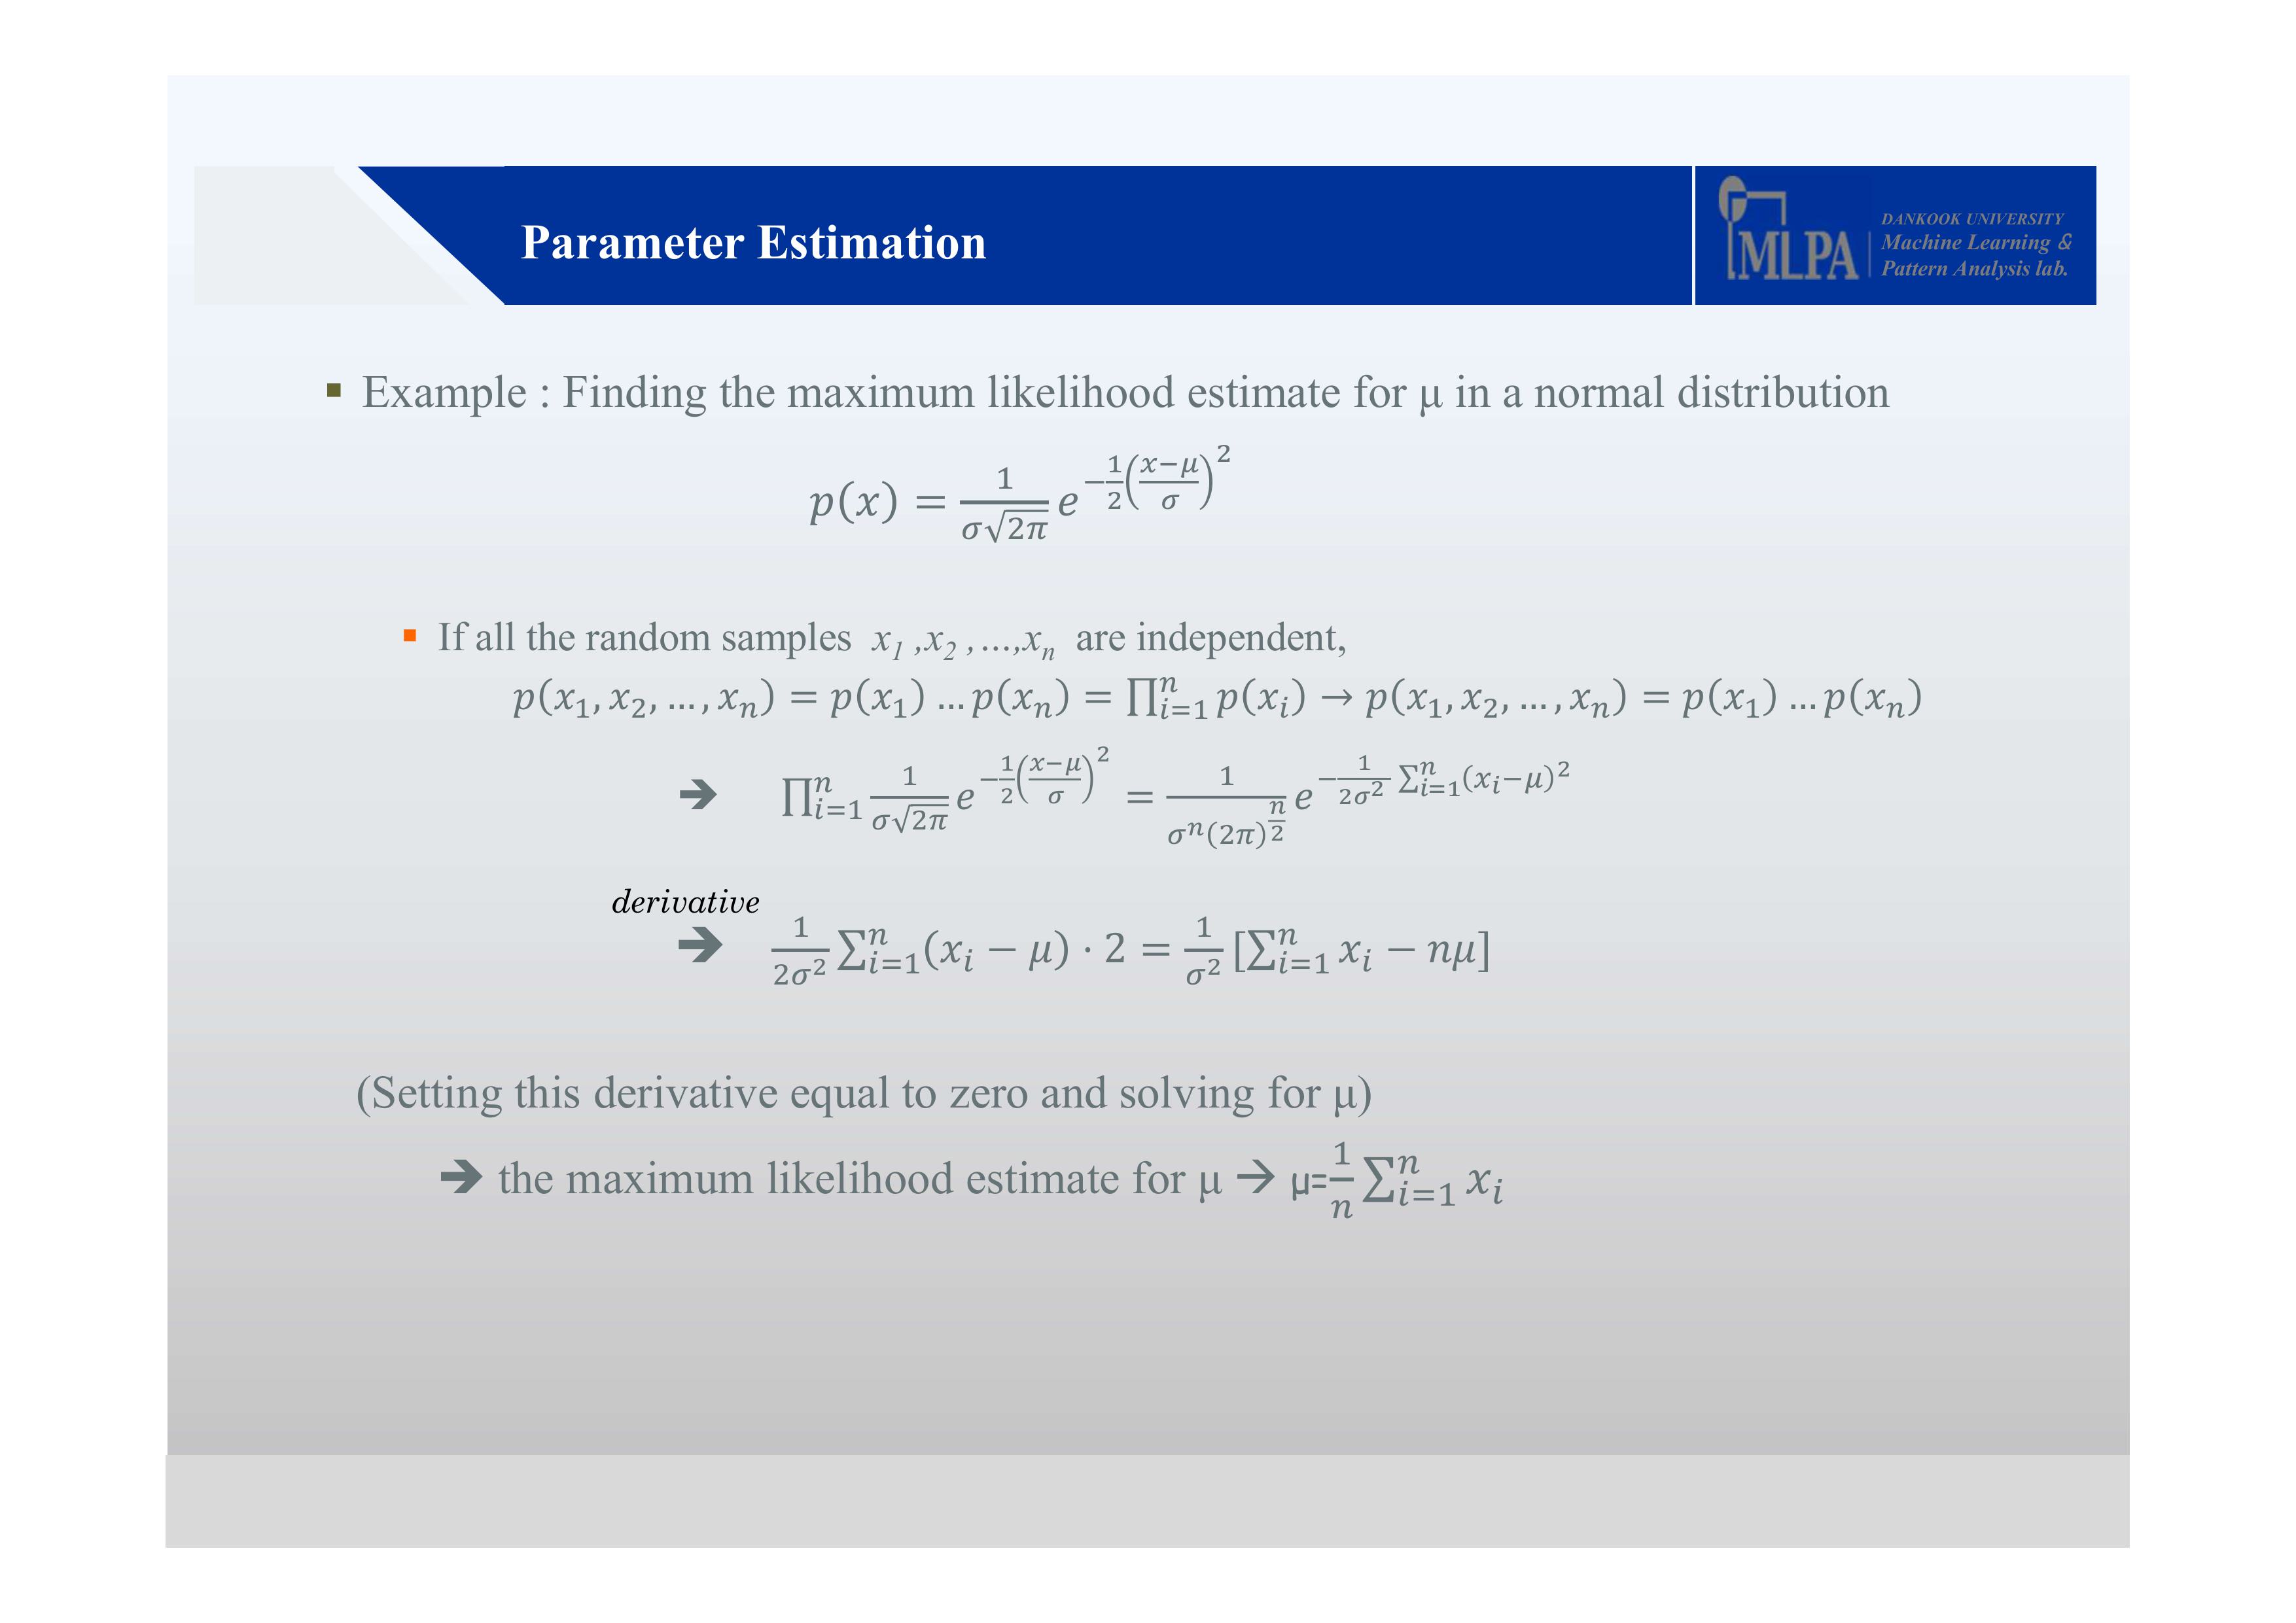 Parameter Estimation
MLPA
DANKOOK UNIVERSITY
Machine Learning &
Pattern Analysis lab.
▪ Example : Finding the maximum likelihood estimate for μ in a normal distribution
$p(x) = \frac{1}{\sigma\sqrt{2\pi}} e^{-\frac{1}{2}\left(\frac{x-\mu}{\sigma}\right)^2}$
▪ If all the random samples $x_1, x_2, \ldots, x_n$ are independent,
$p(x_1, x_2, \ldots, x_n) = p(x_1) \ldots p(x_n) = \prod_{i=1}^{n} p(x_i) \rightarrow p(x_1, x_2, \ldots, x_n) = p(x_1) \ldots p(x_n)$
➔ $\prod_{i=1}^{n} \frac{1}{\sigma\sqrt{2\pi}} e^{-\frac{1}{2}\left(\frac{x-\mu}{\sigma}\right)^2} = \frac{1}{\sigma^n (2\pi)^{\frac{n}{2}}} e^{-\frac{1}{2\sigma^2} \sum_{i=1}^{n} (x_i-\mu)^2}$
derivative
➔ $\frac{1}{2\sigma^2} \sum_{i=1}^{n} (x_i - \mu) \cdot 2 = \frac{1}{\sigma^2} [\sum_{i=1}^{n} x_i - n\mu]$
(Setting this derivative equal to zero and solving for μ)
➔ the maximum likelihood estimate for μ → $\mu = \frac{1}{n} \sum_{i=1}^{n} x_i$